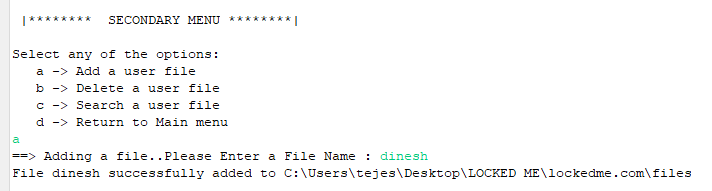 |******** SECONDARY MENU ********|
Select any of the options:
a -> Add a user file
b -> Delete a user file
c -> Search a user file
d -> Return to Main menu
a
==> Adding a file..Please Enter a File Name : dinesh
File dinesh successfully added to C:\Users\tejes\Desktop\LOCKED ME\lockedme.com\files